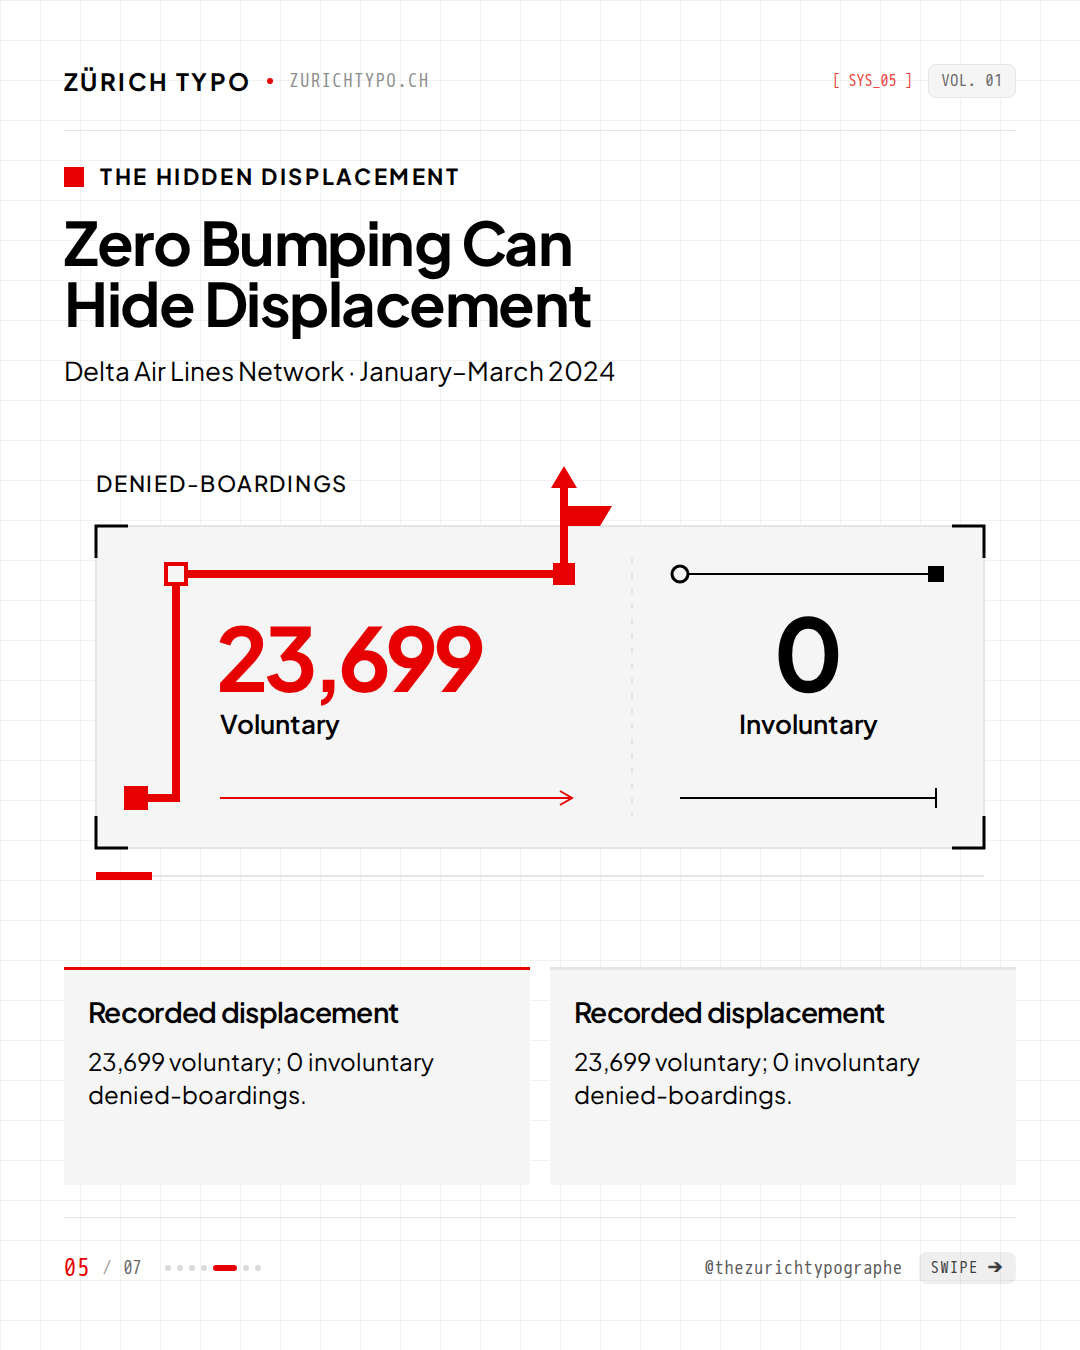 ZÜRICH TYPO • ZURICHTYPO.CH
[ SYS_05 ] VOL. 01
THE HIDDEN DISPLACEMENT
Zero Bumping Can
Hide Displacement
Delta Air Lines Network · January–March 2024
DENIED-BOARDINGS
23,699
Voluntary
0
Involuntary
Recorded displacement
23,699 voluntary; 0 involuntary
denied-boardings.
Recorded displacement
23,699 voluntary; 0 involuntary
denied-boardings.
05 / 07
@thezurichtypographe
SWIPE ➔